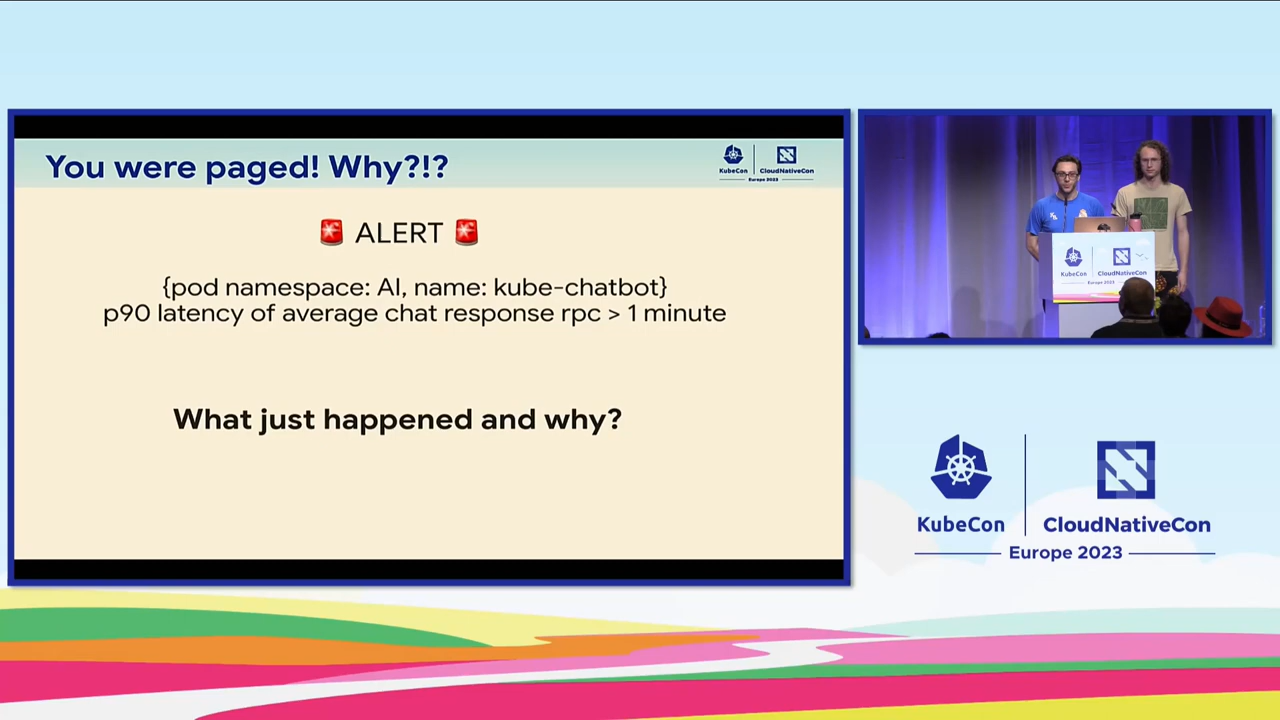 You were paged! Why?!?
KubeCon
CloudNativeCon
Europe 2023
🚨 ALERT 🚨
{pod namespace: AI, name: kube-chatbot}
p90 latency of average chat response rpc > 1 minute
What just happened and why?
KubeCon
CloudNativeCon
Europe 2023
KubeCon
CloudNativeCon
Europe 2023